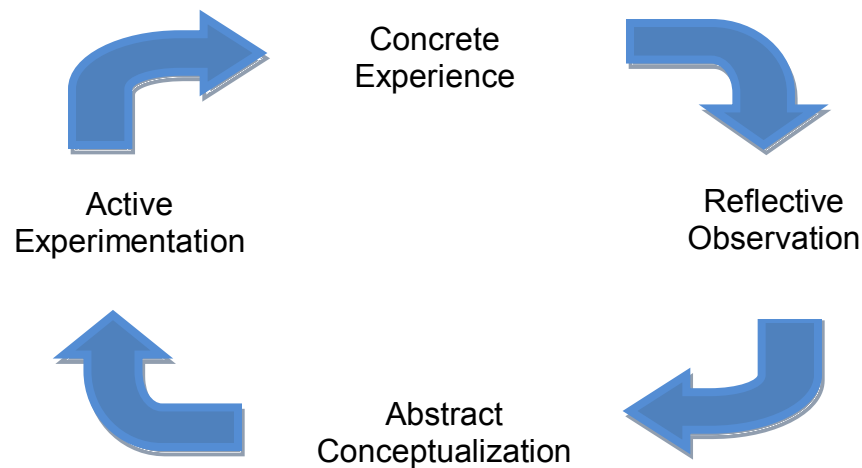 Concrete
Experience
Reflective
Observation
Abstract
Conceptualization
Active
Experimentation